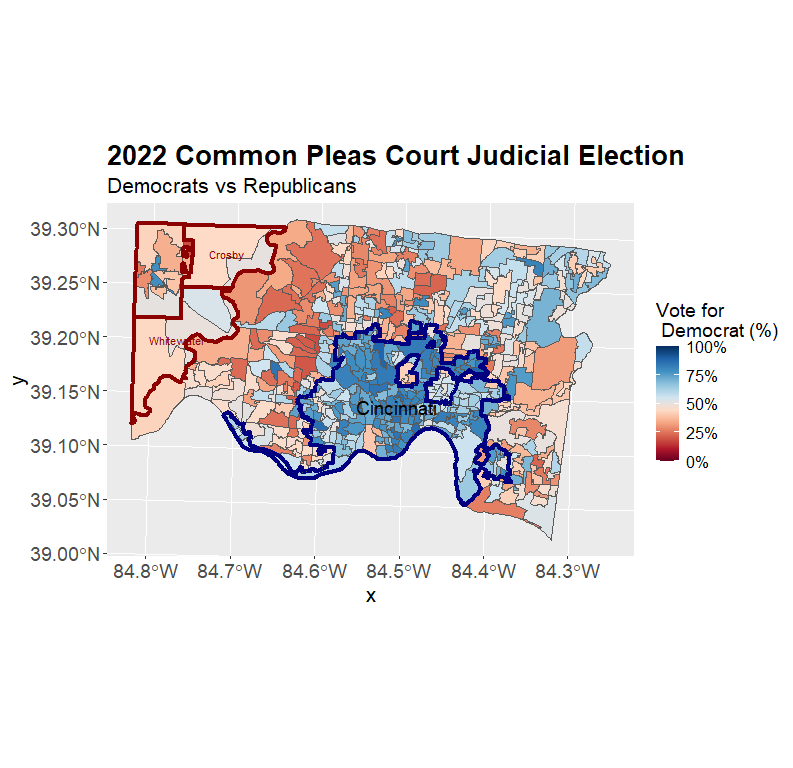 2022 Common Pleas Court Judicial Election
Democrats vs Republicans
39.30°N
39.25°N
39.20°N
39.15°N
39.10°N
39.05°N
39.00°N
y
Crosby
Whitewater
Cincinnati
84.8°W 84.7°W 84.6°W 84.5°W 84.4°W 84.3°W
x
Vote for
Democrat (%)
100%
75%
50%
25%
0%